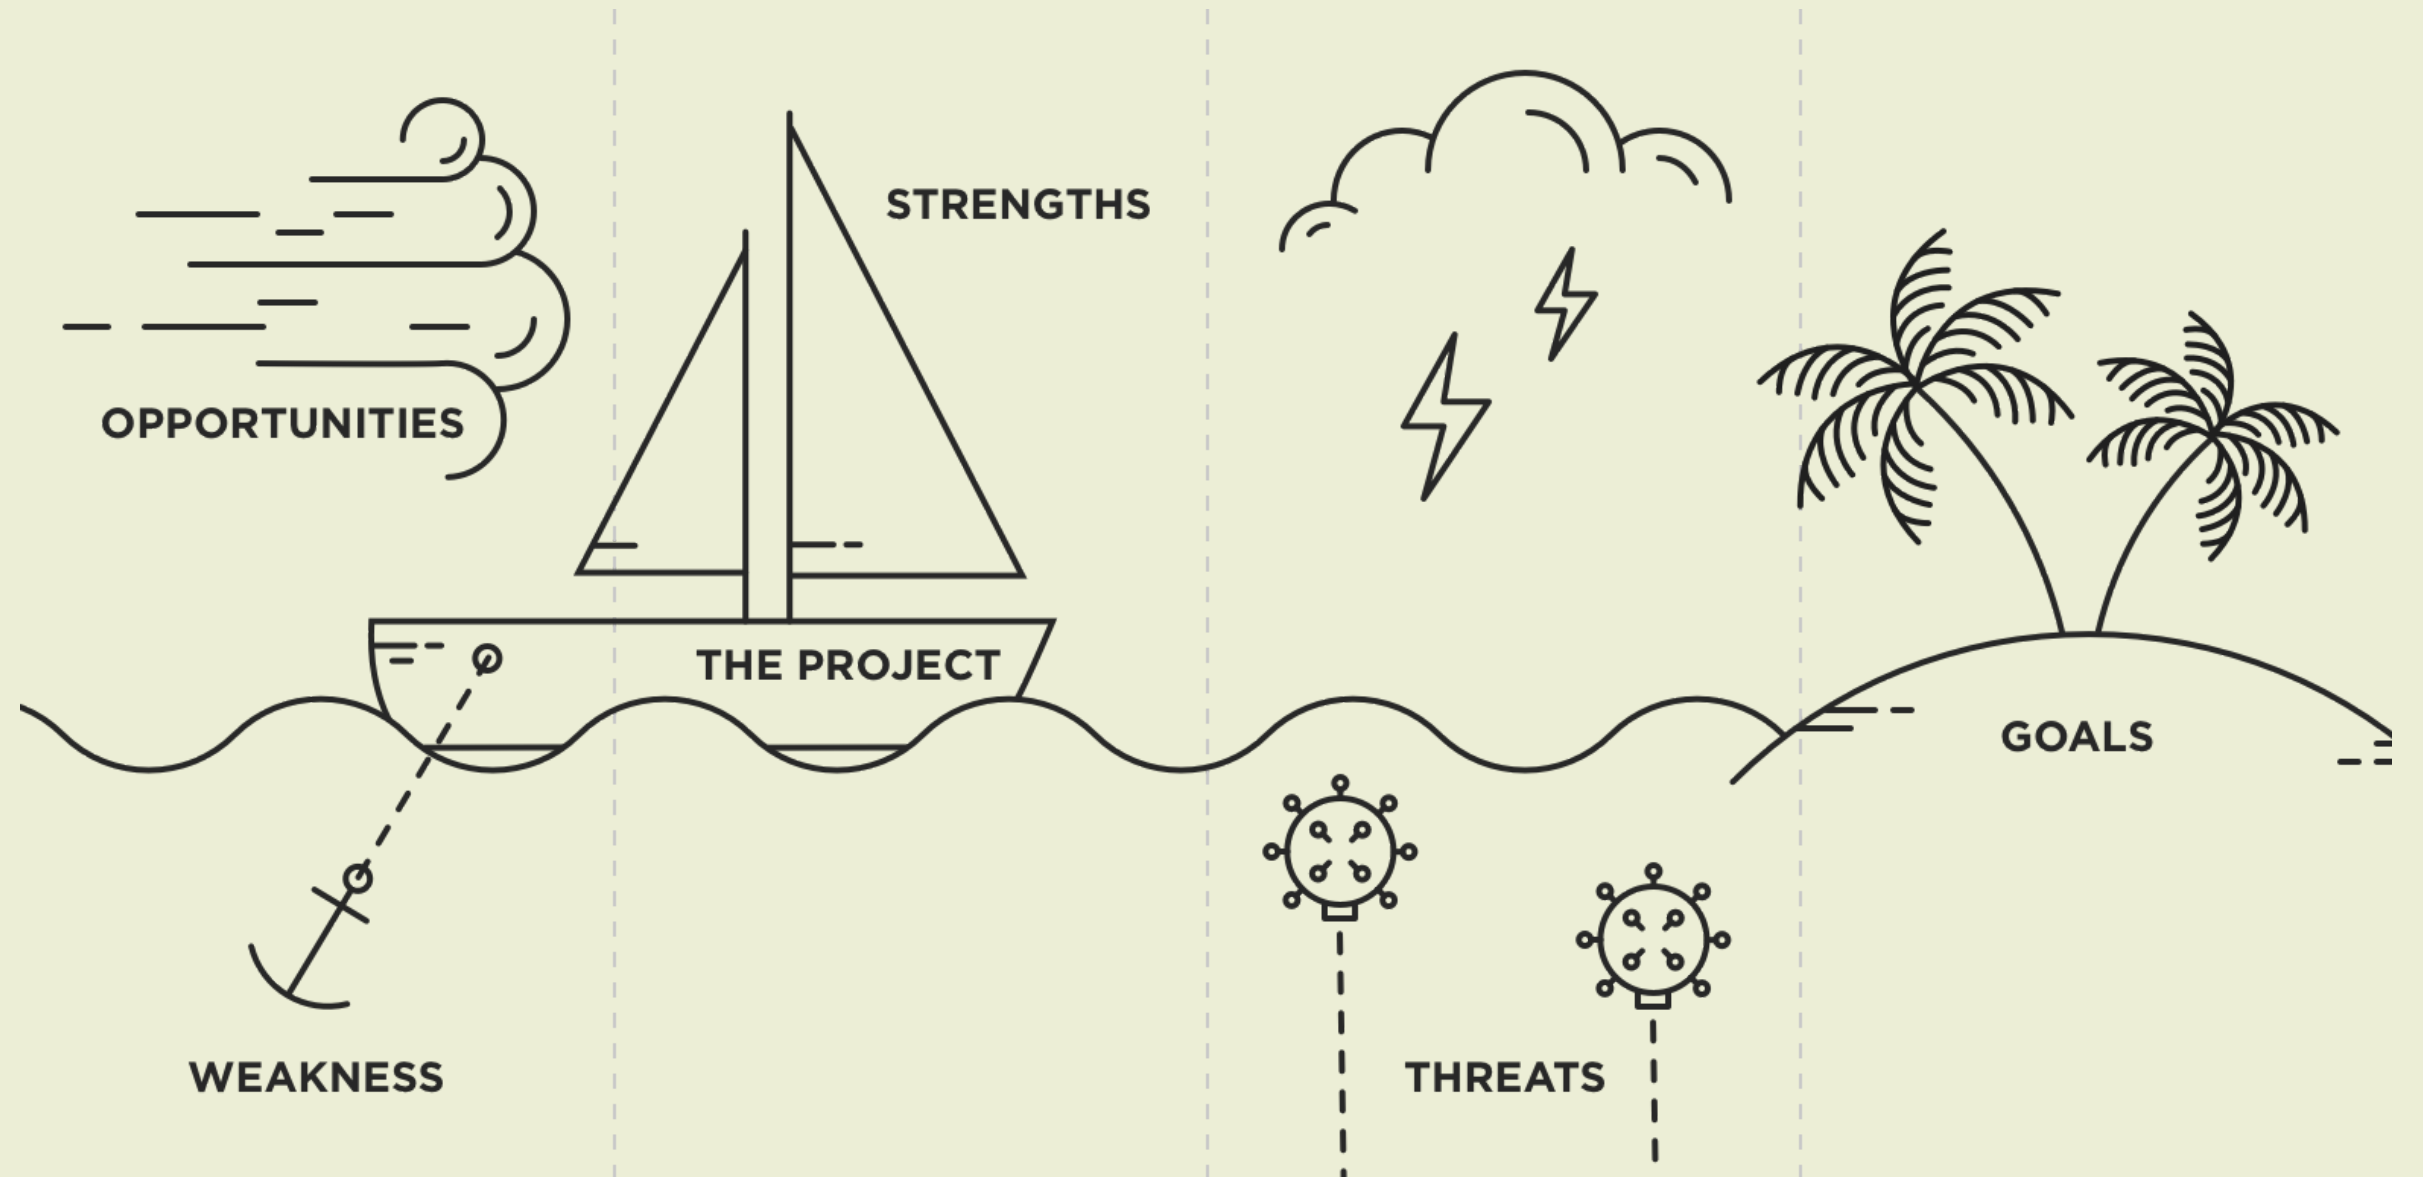 STRENGTHS
OPPORTUNITIES
THE PROJECT
GOALS
WEAKNESS
THREATS